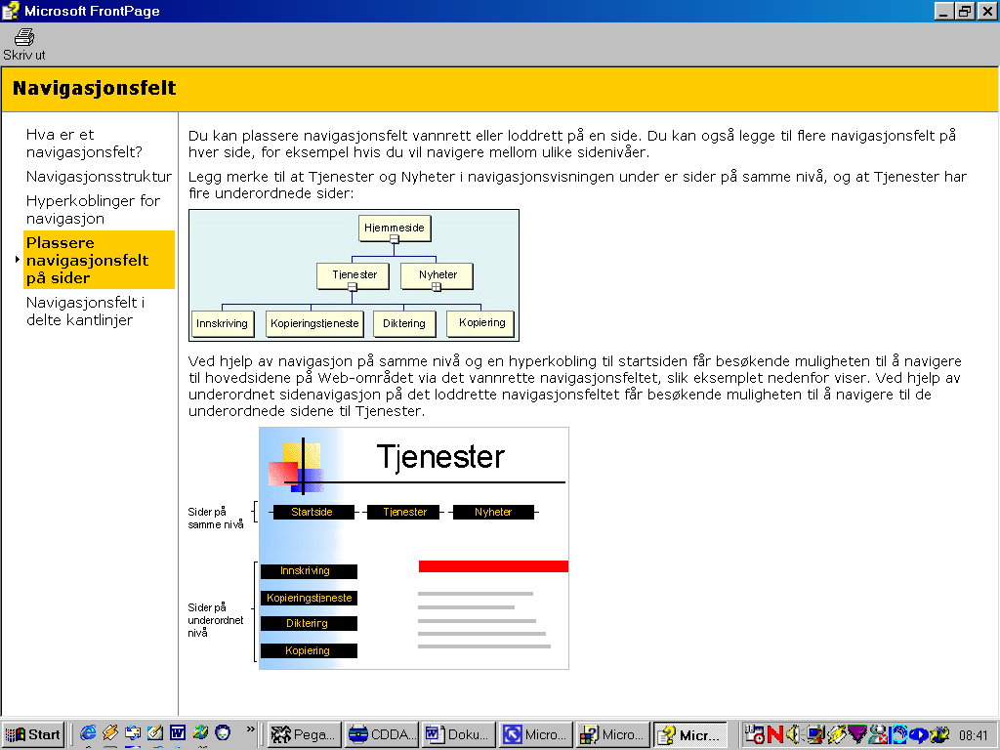 Microsoft FrontPage
Skriv ut
Navigasjonsfelt
Hva er et
navigasjonsfelt?
Navigasjonsstruktur
Hyperkoblinger for
navigasjon
Plassere
navigasjonsfelt
på sider
Navigasjonsfelt i
delte kantlinjer
Du kan plassere navigasjonsfelt vannrett eller loddrett på en side. Du kan også legge til flere navigasjonsfelt på
hver side, for eksempel hvis du vil navigere mellom ulike sidenivåer.
Legg merke til at Tjenester og Nyheter i navigasjonsvisningen under er sider på samme nivå, og at Tjenester har
fire underordnede sider:
Hjemmeside
Tjenester Nyheter
Innskriving Kopieringstjeneste Diktering Kopiering
Ved hjelp av navigasjon på samme nivå og en hyperkobling til startsiden får besøkende muligheten til å navigere
til hovedsidene på Web-området via det vannrette navigasjonsfeltet, slik eksemplet nedenfor viser. Ved hjelp av
underordnet sidenavigasjon på det loddrette navigasjonsfeltet får besøkende muligheten til å navigere til de
underordnede sidene til Tjenester.
Tjenester
Sider på
samme nivå
Startside Tjenester Nyheter
Sider på
underordnet
nivå
Innskriving
Kopieringstjeneste
Diktering
Kopiering
Start Pega... CDDA... Doku... Micro... Micro... Micr... 08:41